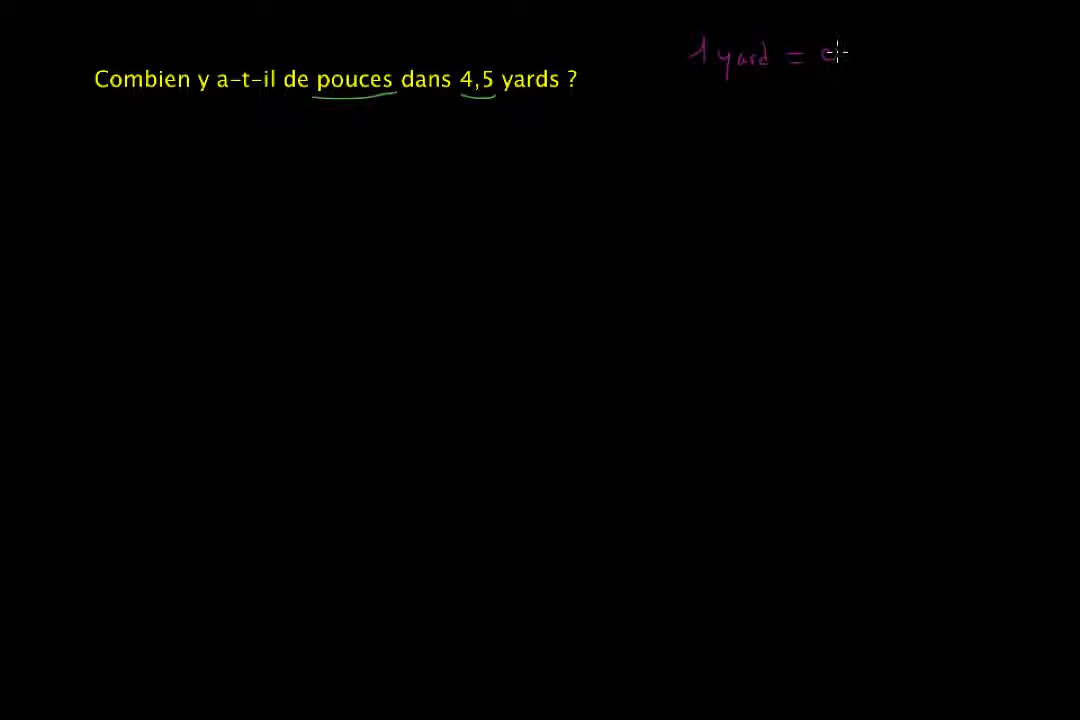 1 yard =
Combien y a-t-il de pouces dans 4,5 yards ?